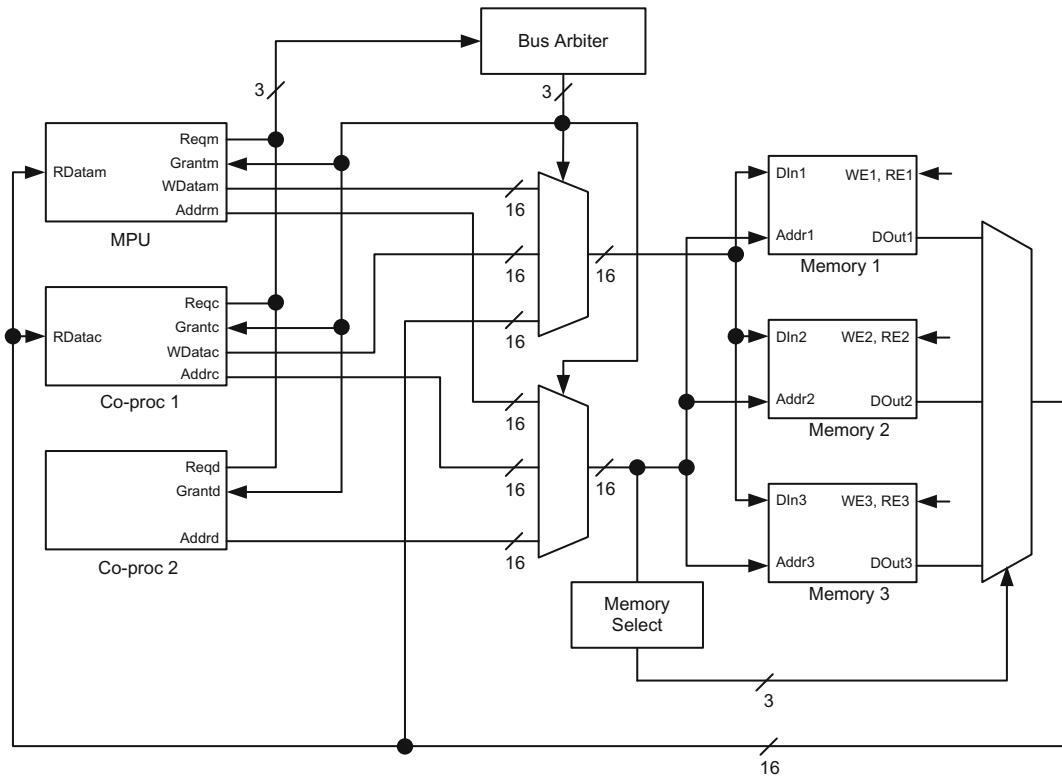 Bus Arbiter
3
3
Reqm
Grantm
RDatam
WDatam
Addrm
MPU
16
16
16
16
Reqc
Grantc
RDatac
WDatac
Addrc
Co-proc 1
Reqd
Grantd
Addrd
Co-proc 2
16
16
16
16
Memory
Select
DIn1
WE1, RE1
Addr1
DOut1
Memory 1
DIn2
WE2, RE2
Addr2
DOut2
Memory 2
DIn3
WE3, RE3
Addr3
DOut3
Memory 3
3
16